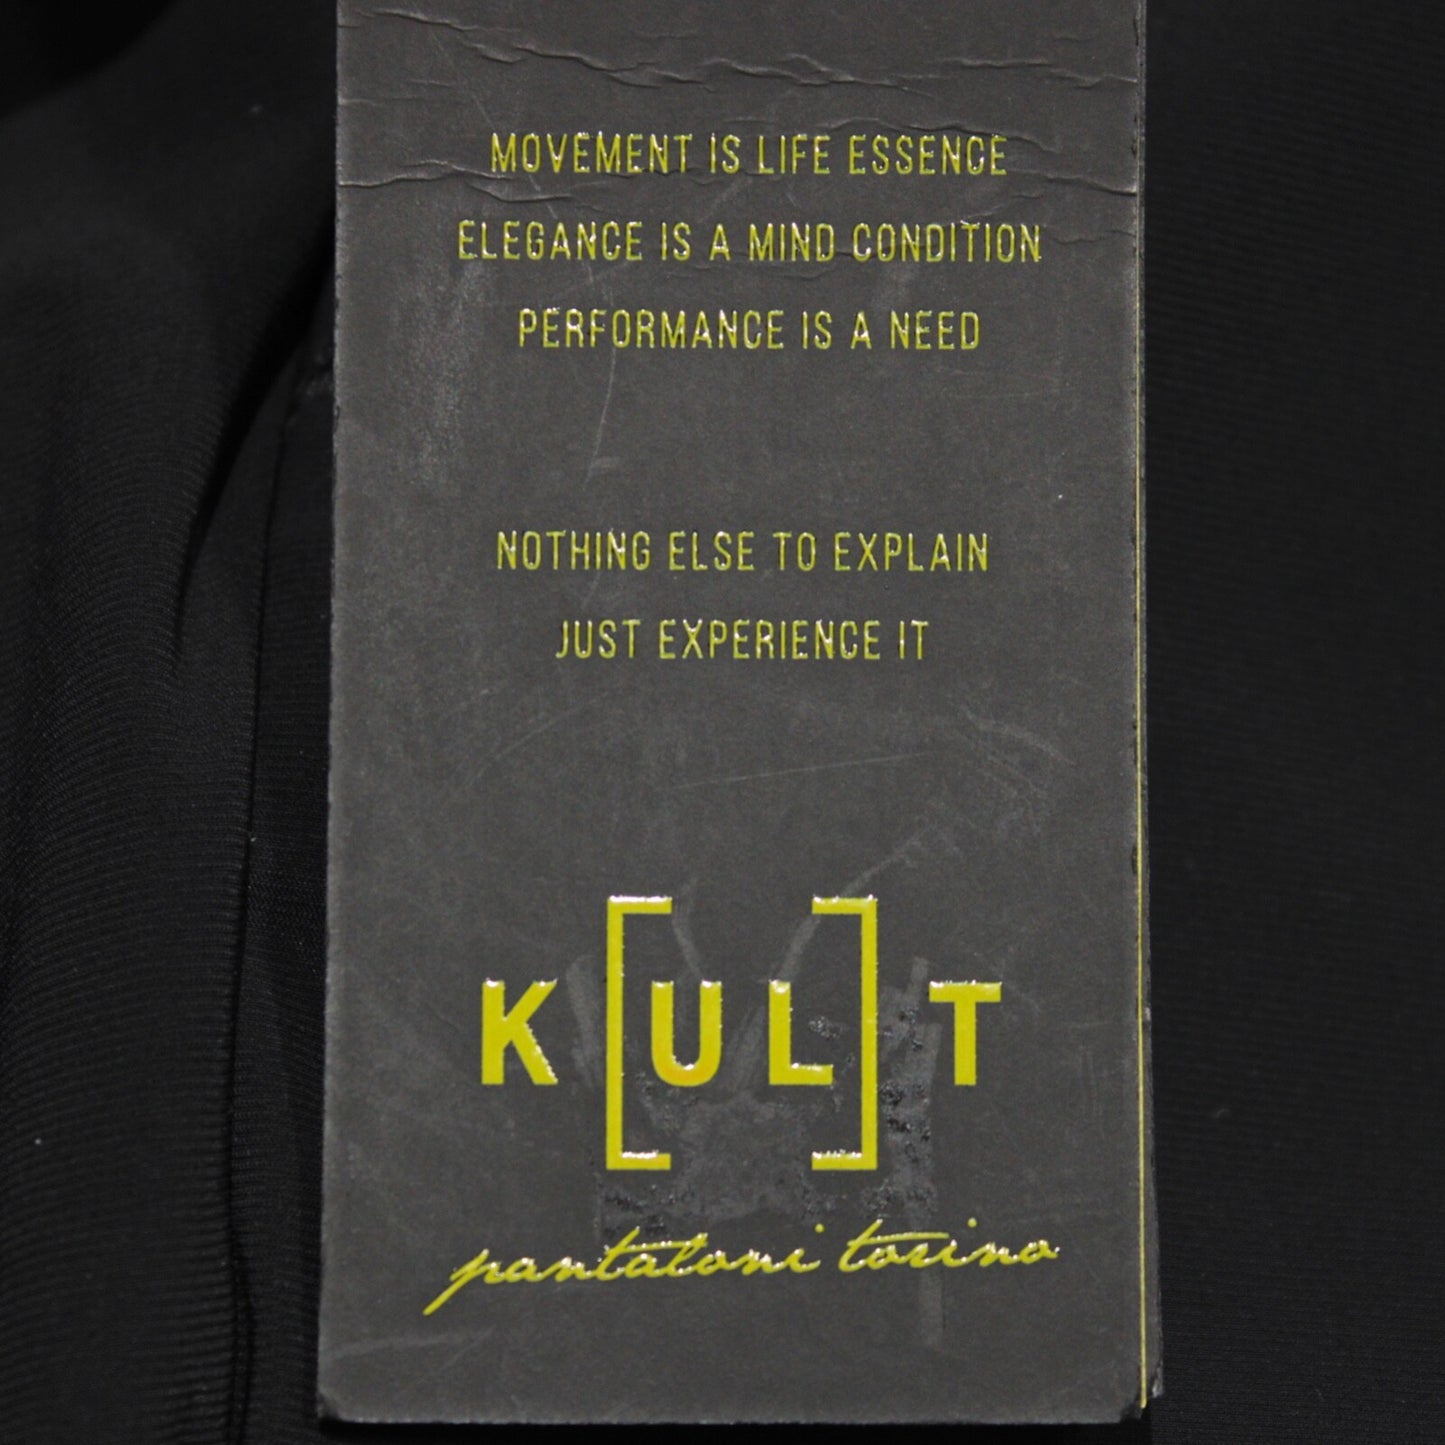 MOVEMENT IS LIFE ESSENCE
ELEGANCE IS A MIND CONDITION
PERFORMANCE IS A NEED
NOTHING ELSE TO EXPLAIN
JUST EXPERIENCE IT
K[UL]T
pantaloni torino